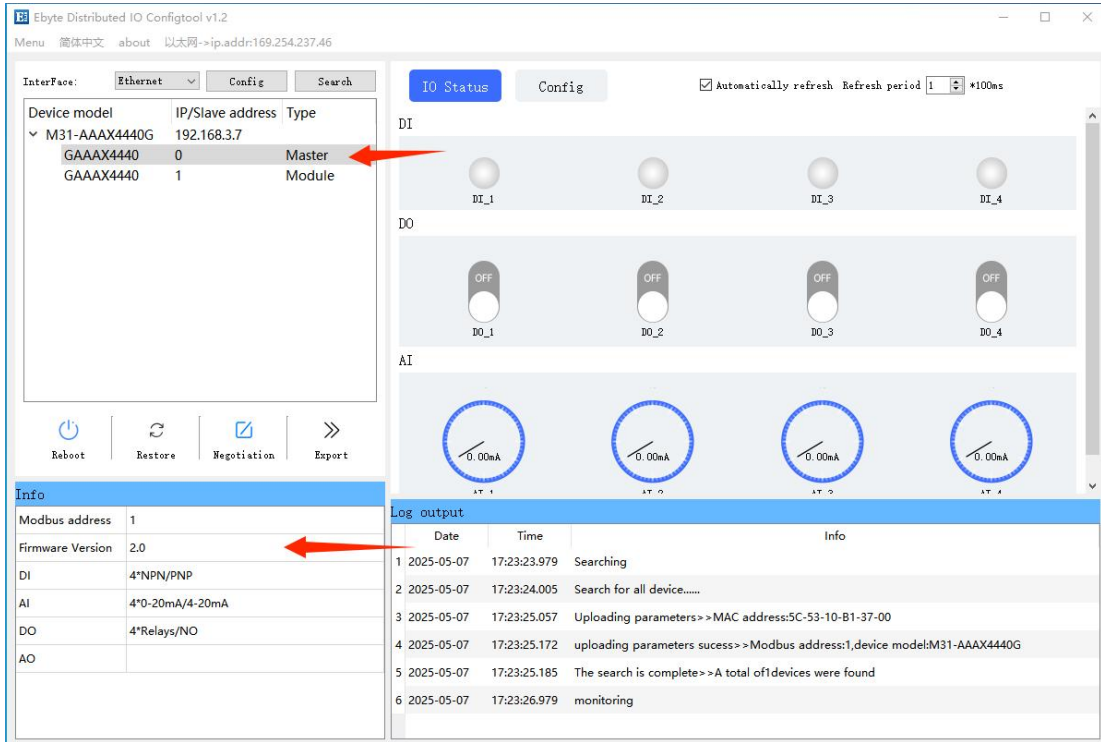 Ebyte Distributed IO Configtool v1.2
Menu 简体中文 about 以太网->ip.addr:169.254.237.46
InterFace: Ethernet Config Search
Device model IP/Slave address Type
M31-AAAX4440G 192.168.3.7
GAAAX4440 0 Master
GAAAX4440 1 Module
Reboot Restore Negotiation Export
Info
Modbus address 1
Firmware Version 2.0
DI 4*NPN/PNP
AI 4*0-20mA/4-20mA
DO 4*Relays/NO
AO
IO Status Config Automatically refresh Refresh period 1 *100ms
DI
DI_1 DI_2 DI_3 DI_4
DO
OFF OFF OFF OFF
DO_1 DO_2 DO_3 DO_4
AI
0.00mA 0.00mA 0.00mA 0.00mA
AI_1 AI_2 AI_3 AI_4
Log output
Date Time Info
1 2025-05-07 17:23:23.979 Searching
2 2025-05-07 17:23:24.005 Search for all device......
3 2025-05-07 17:23:25.057 Uploading parameters>>MAC address:5C-53-10-B1-37-00
4 2025-05-07 17:23:25.172 uploading parameters sucess>>Modbus address:1,device model:M31-AAAX4440G
5 2025-05-07 17:23:25.185 The search is complete>>A total of1devices were found
6 2025-05-07 17:23:26.979 monitoring